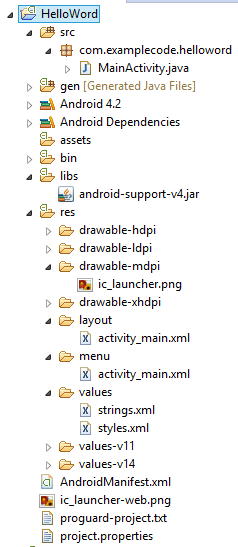 HelloWord
src
com.examplecode.helloword
MainActivity.java
gen [Generated Java Files]
Android 4.2
Android Dependencies
assets
bin
libs
android-support-v4.jar
res
drawable-hdpi
drawable-ldpi
drawable-mdpi
ic_launcher.png
drawable-xhdpi
layout
activity_main.xml
menu
activity_main.xml
values
strings.xml
styles.xml
values-v11
values-v14
AndroidManifest.xml
ic_launcher-web.png
proguard-project.txt
project.properties